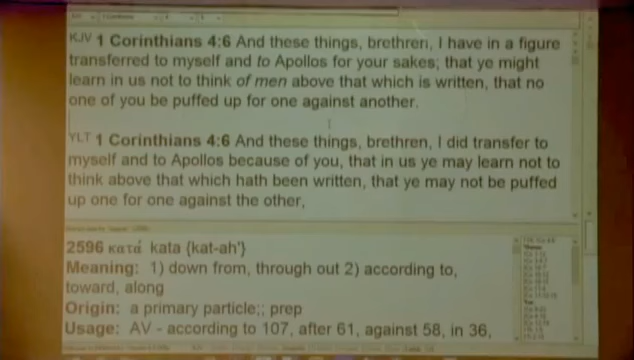 KJV 1 Corinthians 4:6 And these things, brethren, I have in a figure
transferred to myself and to Apollos for your sakes; that ye might
learn in us not to think of men above that which is written, that no
one of you be puffed up for one against another.
YLT 1 Corinthians 4:6 And these things, brethren, I did transfer to
myself and to Apollos because of you, that in us ye may learn not to
think above that which hath been written, that ye may not be puffed
up one for one against the other,
2596 κατά kata {kat-ah'}
Meaning: 1) down from, through out 2) according to,
toward, along
Origin: a primary particle;; prep
Usage: AV - according to 107, after 61, against 58, in 36,